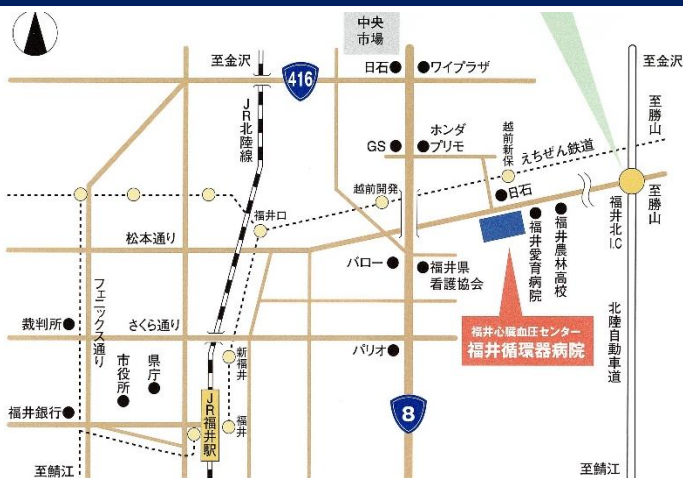 中央
市場
至金沢
416
日石
ワイプラザ
至金沢
JR北陸線
GS
ホンダ
プリモ
越前新保
えちぜん鉄道
至勝山
越前開発
日石
至勝山
福井口
松本通り
福井愛育病院
福井農林高校
福井北I.C
バロー
福井県
看護協会
フェニックス通り
裁判所
さくら通り
福井心臓血圧センター
福井循環器病院
北陸自動車道
新福井
パリオ
市役所
県庁
福井銀行
JR福井駅
福井
8
至鯖江
至鯖江